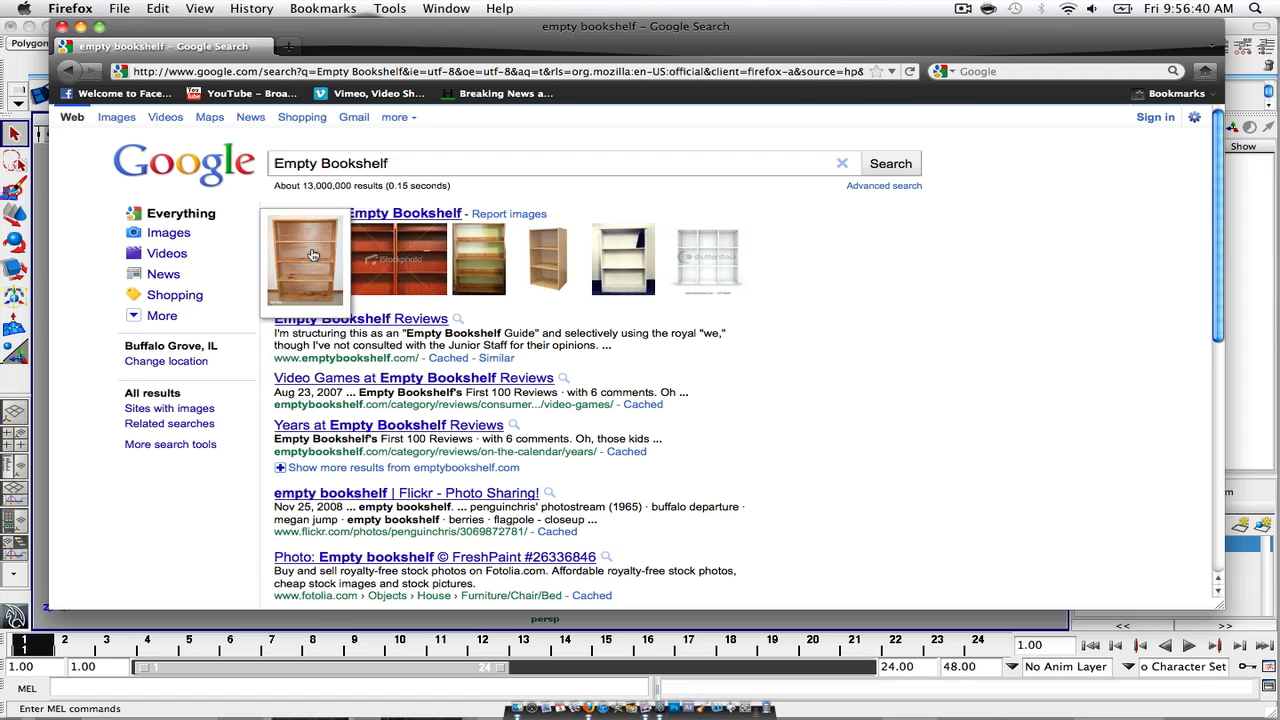 Firefox File Edit View History Bookmarks Tools Window Help Fri 9:56:40 AM
empty bookshelf – Google Search
Polygon
empty bookshelf – Google Search
http://www.google.com/search?q=Empty Bookshelf&ie=utf-8&oe=utf-8&aq=t&rls=org.mozilla:en-US:official&client=firefox-a&source=hp&
Google
Welcome to Face... YouTube – Broa... Vimeo, Video Sh... Breaking News a... Bookmarks
Web Images Videos Maps News Shopping Gmail more Sign in
Show
Google
Empty Bookshelf
Search
About 13,000,000 results (0.15 seconds)
Advanced search
Everything
Images
Videos
News
Shopping
More
Buffalo Grove, IL
Change location
All results
Sites with images
Related searches
More search tools
Empty Bookshelf - Report images
iStockphoto
shutterstock
Empty Bookshelf Reviews
I'm structuring this as an "Empty Bookshelf Guide" and selectively using the royal "we,"
though I've not consulted with the Junior Staff for their opinions. ...
www.emptybookshelf.com/ - Cached - Similar
Video Games at Empty Bookshelf Reviews
Aug 23, 2007 ... Empty Bookshelf's First 100 Reviews · with 6 comments. Oh ...
emptybookshelf.com/category/reviews/consumer.../video-games/ - Cached
Years at Empty Bookshelf Reviews
Empty Bookshelf's First 100 Reviews · with 6 comments. Oh, those kids ...
emptybookshelf.com/category/reviews/on-the-calendar/years/ - Cached
Show more results from emptybookshelf.com
empty bookshelf | Flickr - Photo Sharing!
Nov 25, 2008 ... empty bookshelf. ... penguinchris' photostream (1965) · buffalo departure ·
megan jump · empty bookshelf · berries · flagpole - closeup ...
www.flickr.com/photos/penguinchris/3069872781/ - Cached
Photo: Empty bookshelf © FreshPaint #26336846
Buy and sell royalty-free stock photos on Fotolia.com. Affordable royalty-free stock images,
cheap stock images and stock pictures.
www.fotolia.com › Objects › House › Furniture/Chair/Bed - Cached
persp
<< >>
1 2 3 4 5 6 7 8 9 10 11 12 13 14 15 16 17 18 19 20 21 22 23 24 1.00
1
1.00 1.00 1 24 24.00 48.00 No Anim Layer o Character Set
MEL
Enter MEL commands